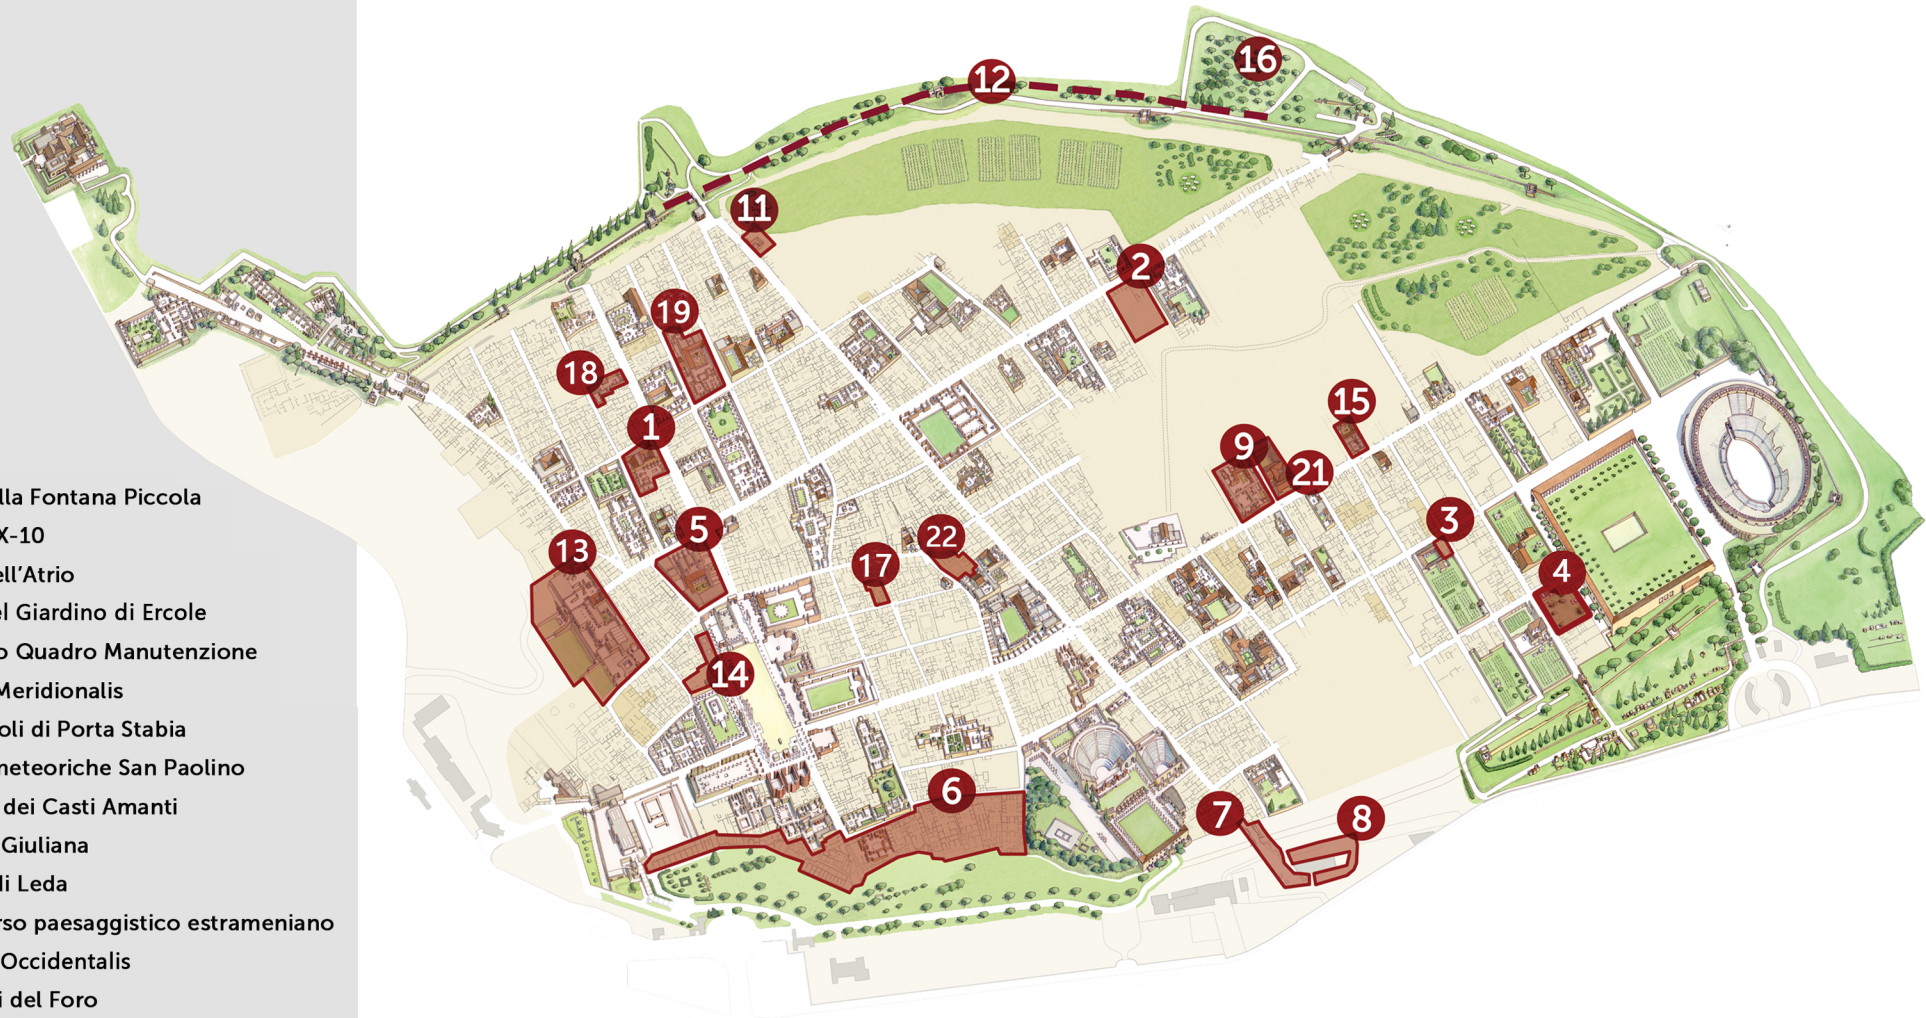 lla Fontana Piccola
X-10
ell'Atrio
el Giardino di Ercole
o Quadro Manutenzione
Meridionalis
oli di Porta Stabia
meteoriche San Paolino
dei Casti Amanti
Giuliana
di Leda
rso paesaggistico estrameniano
Occidentalis
i del Foro
16
12
11
2
19
18
15
1
9
21
3
5
22
13
17
4
14
6
7
8